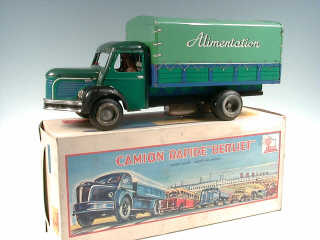 Alimentation
CAMION RAPIDE "BERLIET"